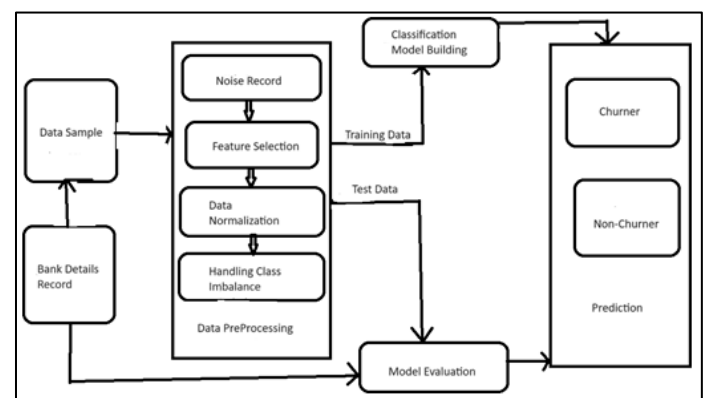 Classification
Model Building
Noise Record
Churner
Data Sample
Training Data
Feature Selection
Test Data
Data
Normalization
Non-Churner
Bank Details
Record
Handling Class
Imbalance
Prediction
Data PreProcessing
Model Evaluation